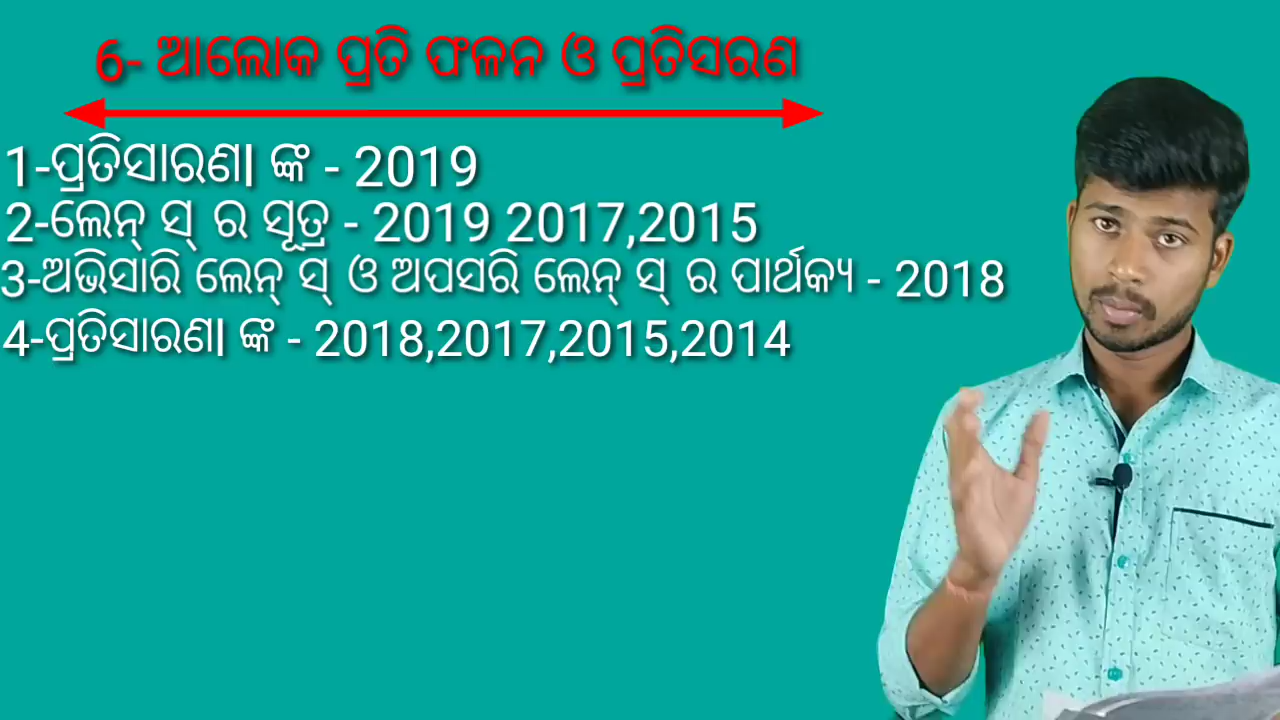 6- ଆଲୋକ ପ୍ରତି ଫଳନ ଓ ପ୍ରତିସରଣ
1-ପ୍ରତିସାରଣା ଙ୍କ - 2019
2-ଲେନ୍ ସ୍ ର ସୂତ୍ର - 2019 2017,2015
3-ଅଭିସାରି ଲେନ୍ ସ୍ ଓ ଅପସରି ଲେନ୍ ସ୍ ର ପାର୍ଥକ୍ୟ - 2018
4-ପ୍ରତିସାରଣା ଙ୍କ - 2018,2017,2015,2014